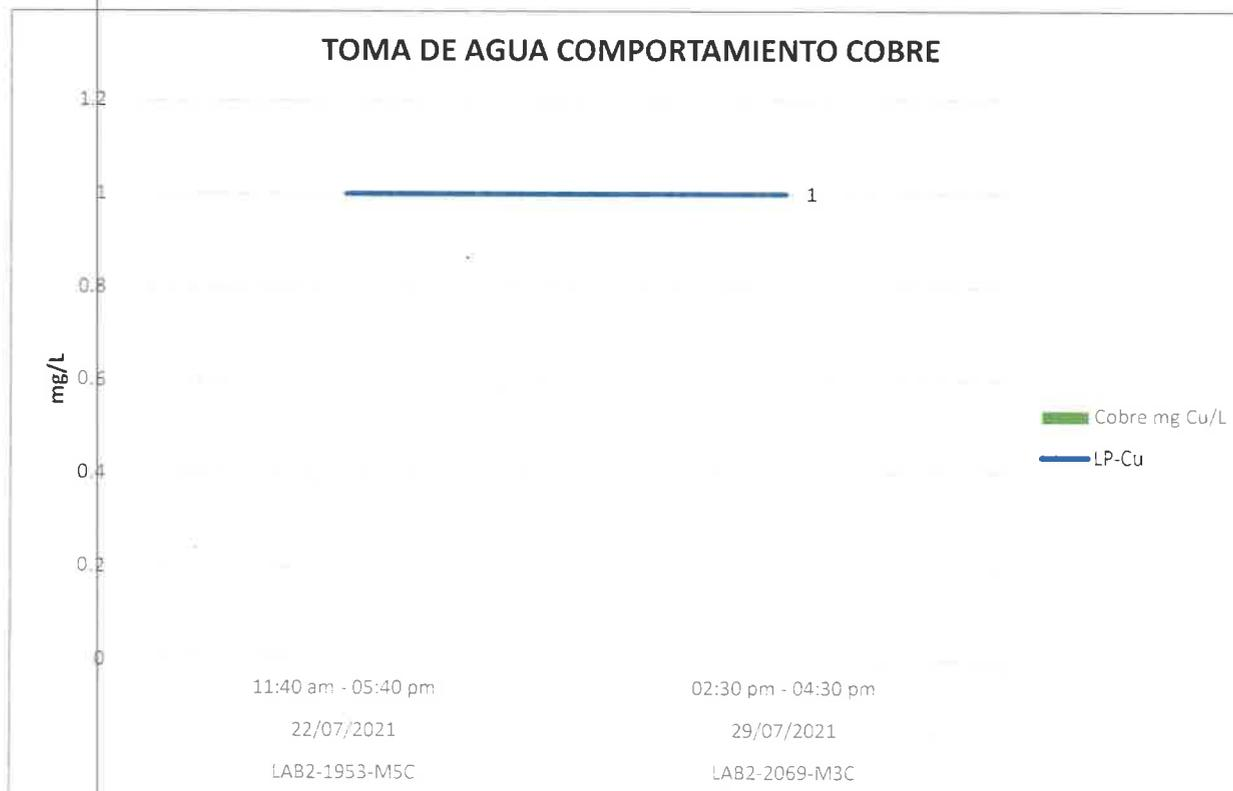 TOMA DE AGUA COMPORTAMIENTO COBRE
1.2
1
0.8
0.6
0.4
0.2
0
mg/L
1
Cobre mg Cu/L
LP-Cu
11:40 am - 05:40 pm
22/07/2021
LAB2-1953-M5C
02:30 pm - 04:30 pm
29/07/2021
LAB2-2069-M3C